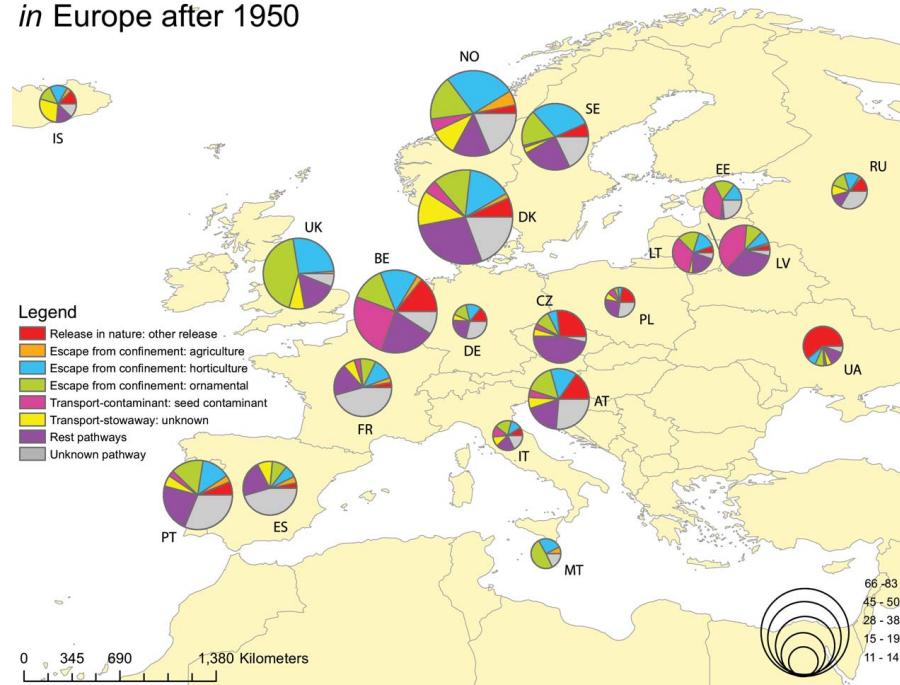 in Europe after 1950
NO
SE
IS
RU
EE
DK
UK
LT
LV
BE
CZ
PL
DE
UA
AT
FR
IT
PT
ES
MT
Legend
Release in nature: other release
Escape from confinement: agriculture
Escape from confinement: horticulture
Escape from confinement: ornamental
Transport-contaminant: seed contaminant
Transport-stowaway: unknown
Rest pathways
Unknown pathway
66 -83
45 - 50
28 - 38
15 - 19
11 - 14
0 345 690 1,380 Kilometers